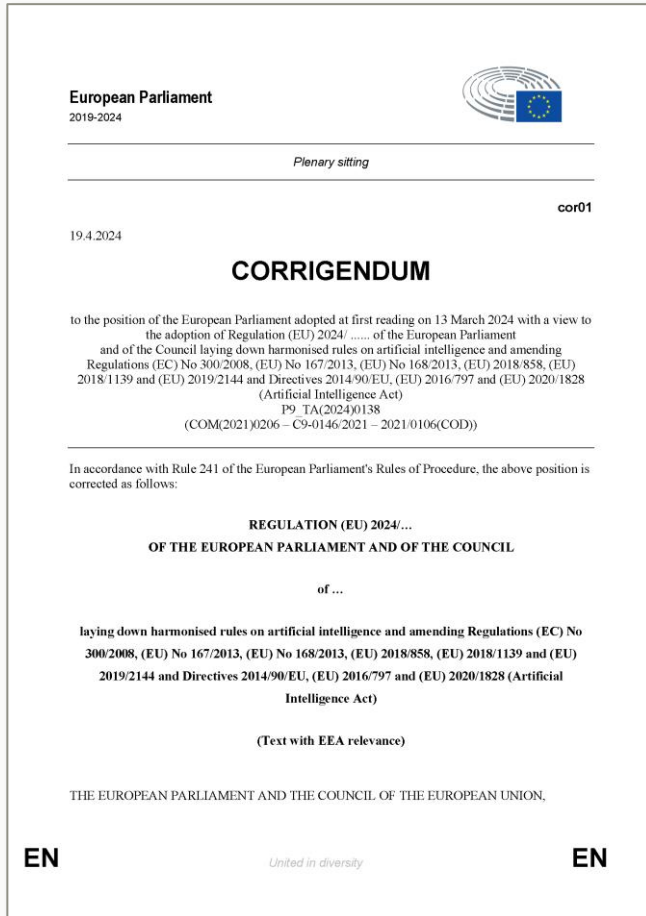 European Parliament
2019-2024
Plenary sitting
cor01
19.4.2024
CORRIGENDUM
to the position of the European Parliament adopted at first reading on 13 March 2024 with a view to
the adoption of Regulation (EU) 2024/ ...... of the European Parliament
and of the Council laying down harmonised rules on artificial intelligence and amending
Regulations (EC) No 300/2008, (EU) No 167/2013, (EU) No 168/2013, (EU) 2018/858, (EU)
2018/1139 and (EU) 2019/2144 and Directives 2014/90/EU, (EU) 2016/797 and (EU) 2020/1828
(Artificial Intelligence Act)
P9_TA(2024)0138
(COM(2021)0206 – C9-0146/2021 – 2021/0106(COD))
In accordance with Rule 241 of the European Parliament's Rules of Procedure, the above position is
corrected as follows:
REGULATION (EU) 2024/...
OF THE EUROPEAN PARLIAMENT AND OF THE COUNCIL
of ...
laying down harmonised rules on artificial intelligence and amending Regulations (EC) No
300/2008, (EU) No 167/2013, (EU) No 168/2013, (EU) 2018/858, (EU) 2018/1139 and (EU)
2019/2144 and Directives 2014/90/EU, (EU) 2016/797 and (EU) 2020/1828 (Artificial
Intelligence Act)
(Text with EEA relevance)
THE EUROPEAN PARLIAMENT AND THE COUNCIL OF THE EUROPEAN UNION,
EN United in diversity EN